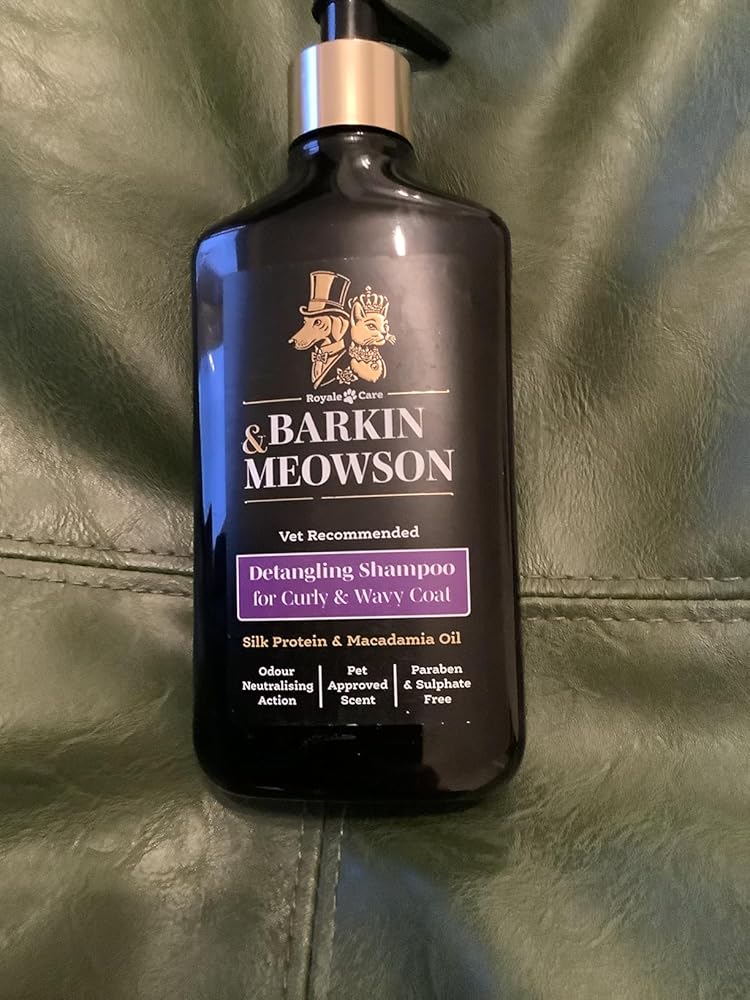 Royale Care
& BARKIN
MEOWSON
Vet Recommended
Detangling Shampoo
for Curly & Wavy Coat
Silk Protein & Macadamia Oil
Odour
Neutralising
Action
Pet
Approved
Scent
Paraben
& Sulphate
Free